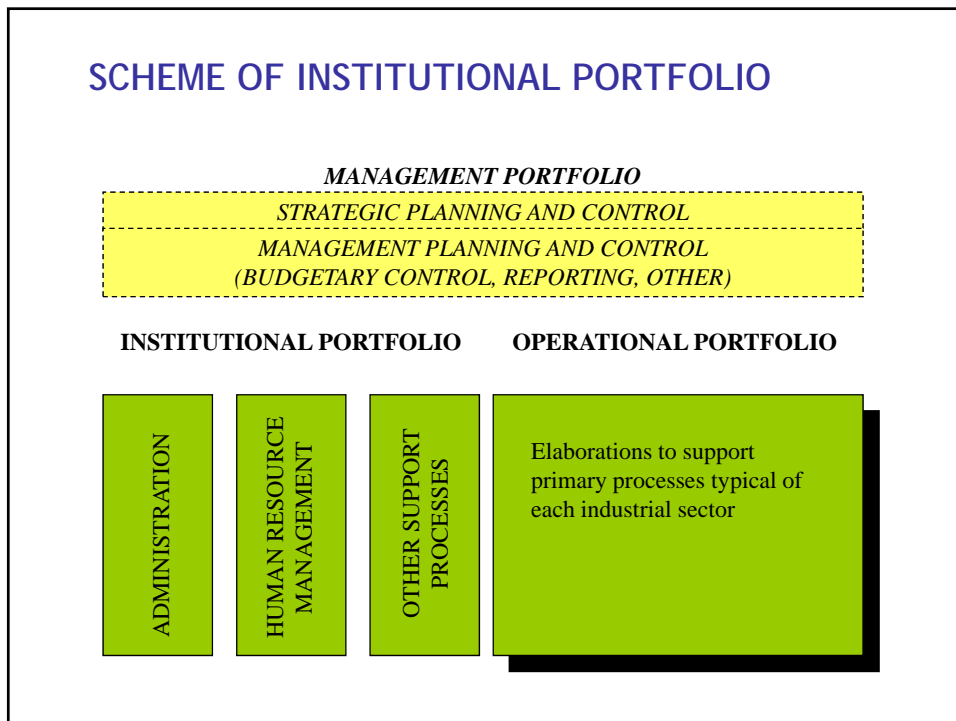 SCHEME OF INSTITUTIONAL PORTFOLIO
MANAGEMENT PORTFOLIO
STRATEGIC PLANNING AND CONTROL
MANAGEMENT PLANNING AND CONTROL
(BUDGETARY CONTROL, REPORTING, OTHER)
INSTITUTIONAL PORTFOLIO
OPERATIONAL PORTFOLIO
ADMINISTRATION
HUMAN RESOURCE
MANAGEMENT
OTHER SUPPORT
PROCESSES
Elaborations to support
primary processes typical of
each industrial sector